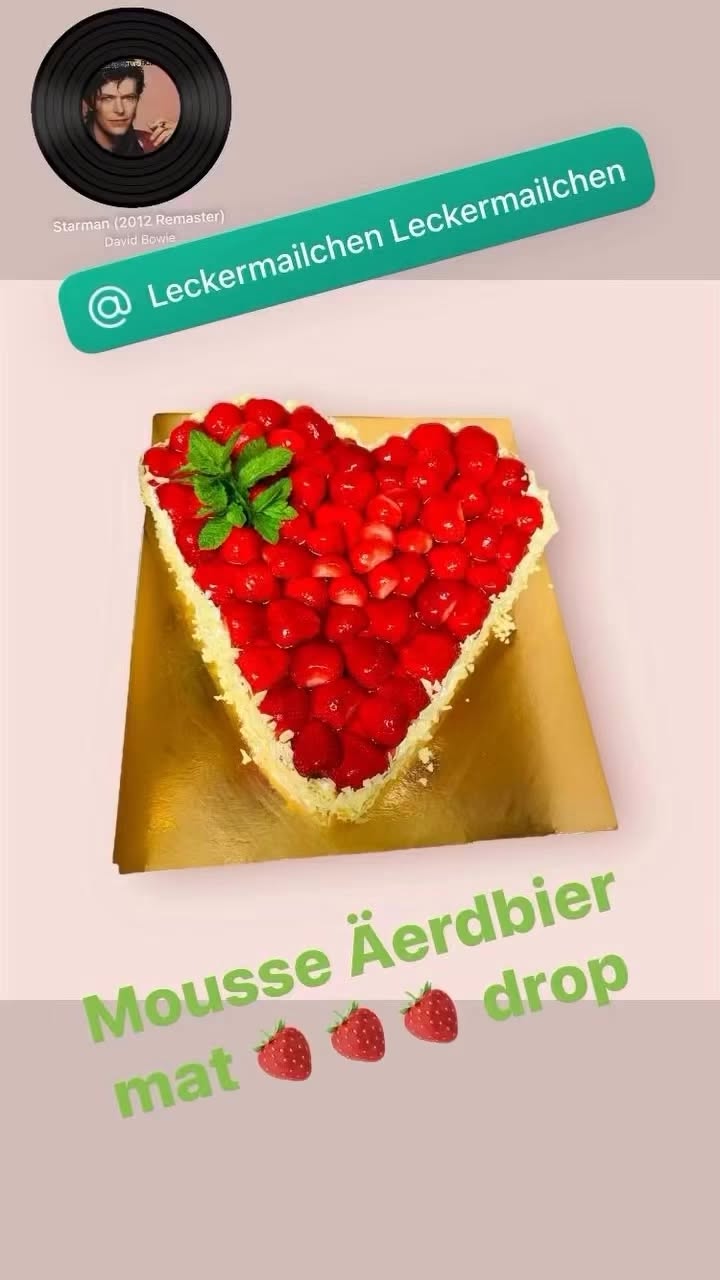 Starman (2012 Remaster)
David Bowie
@ Leckermailchen Leckermailchen
Mousse Äerdbier
mat 🍓 🍓 🍓 drop